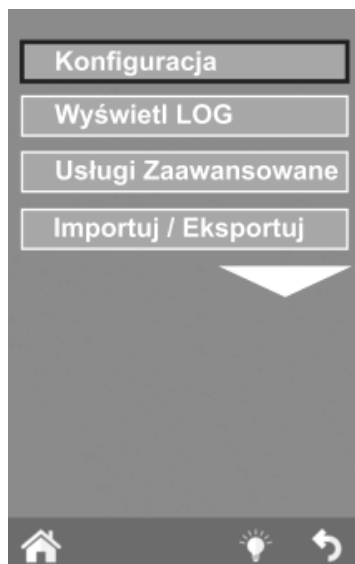 Konfiguracja
Wyświetl LOG
Usługi Zaawansowane
Importuj / Eksportuj